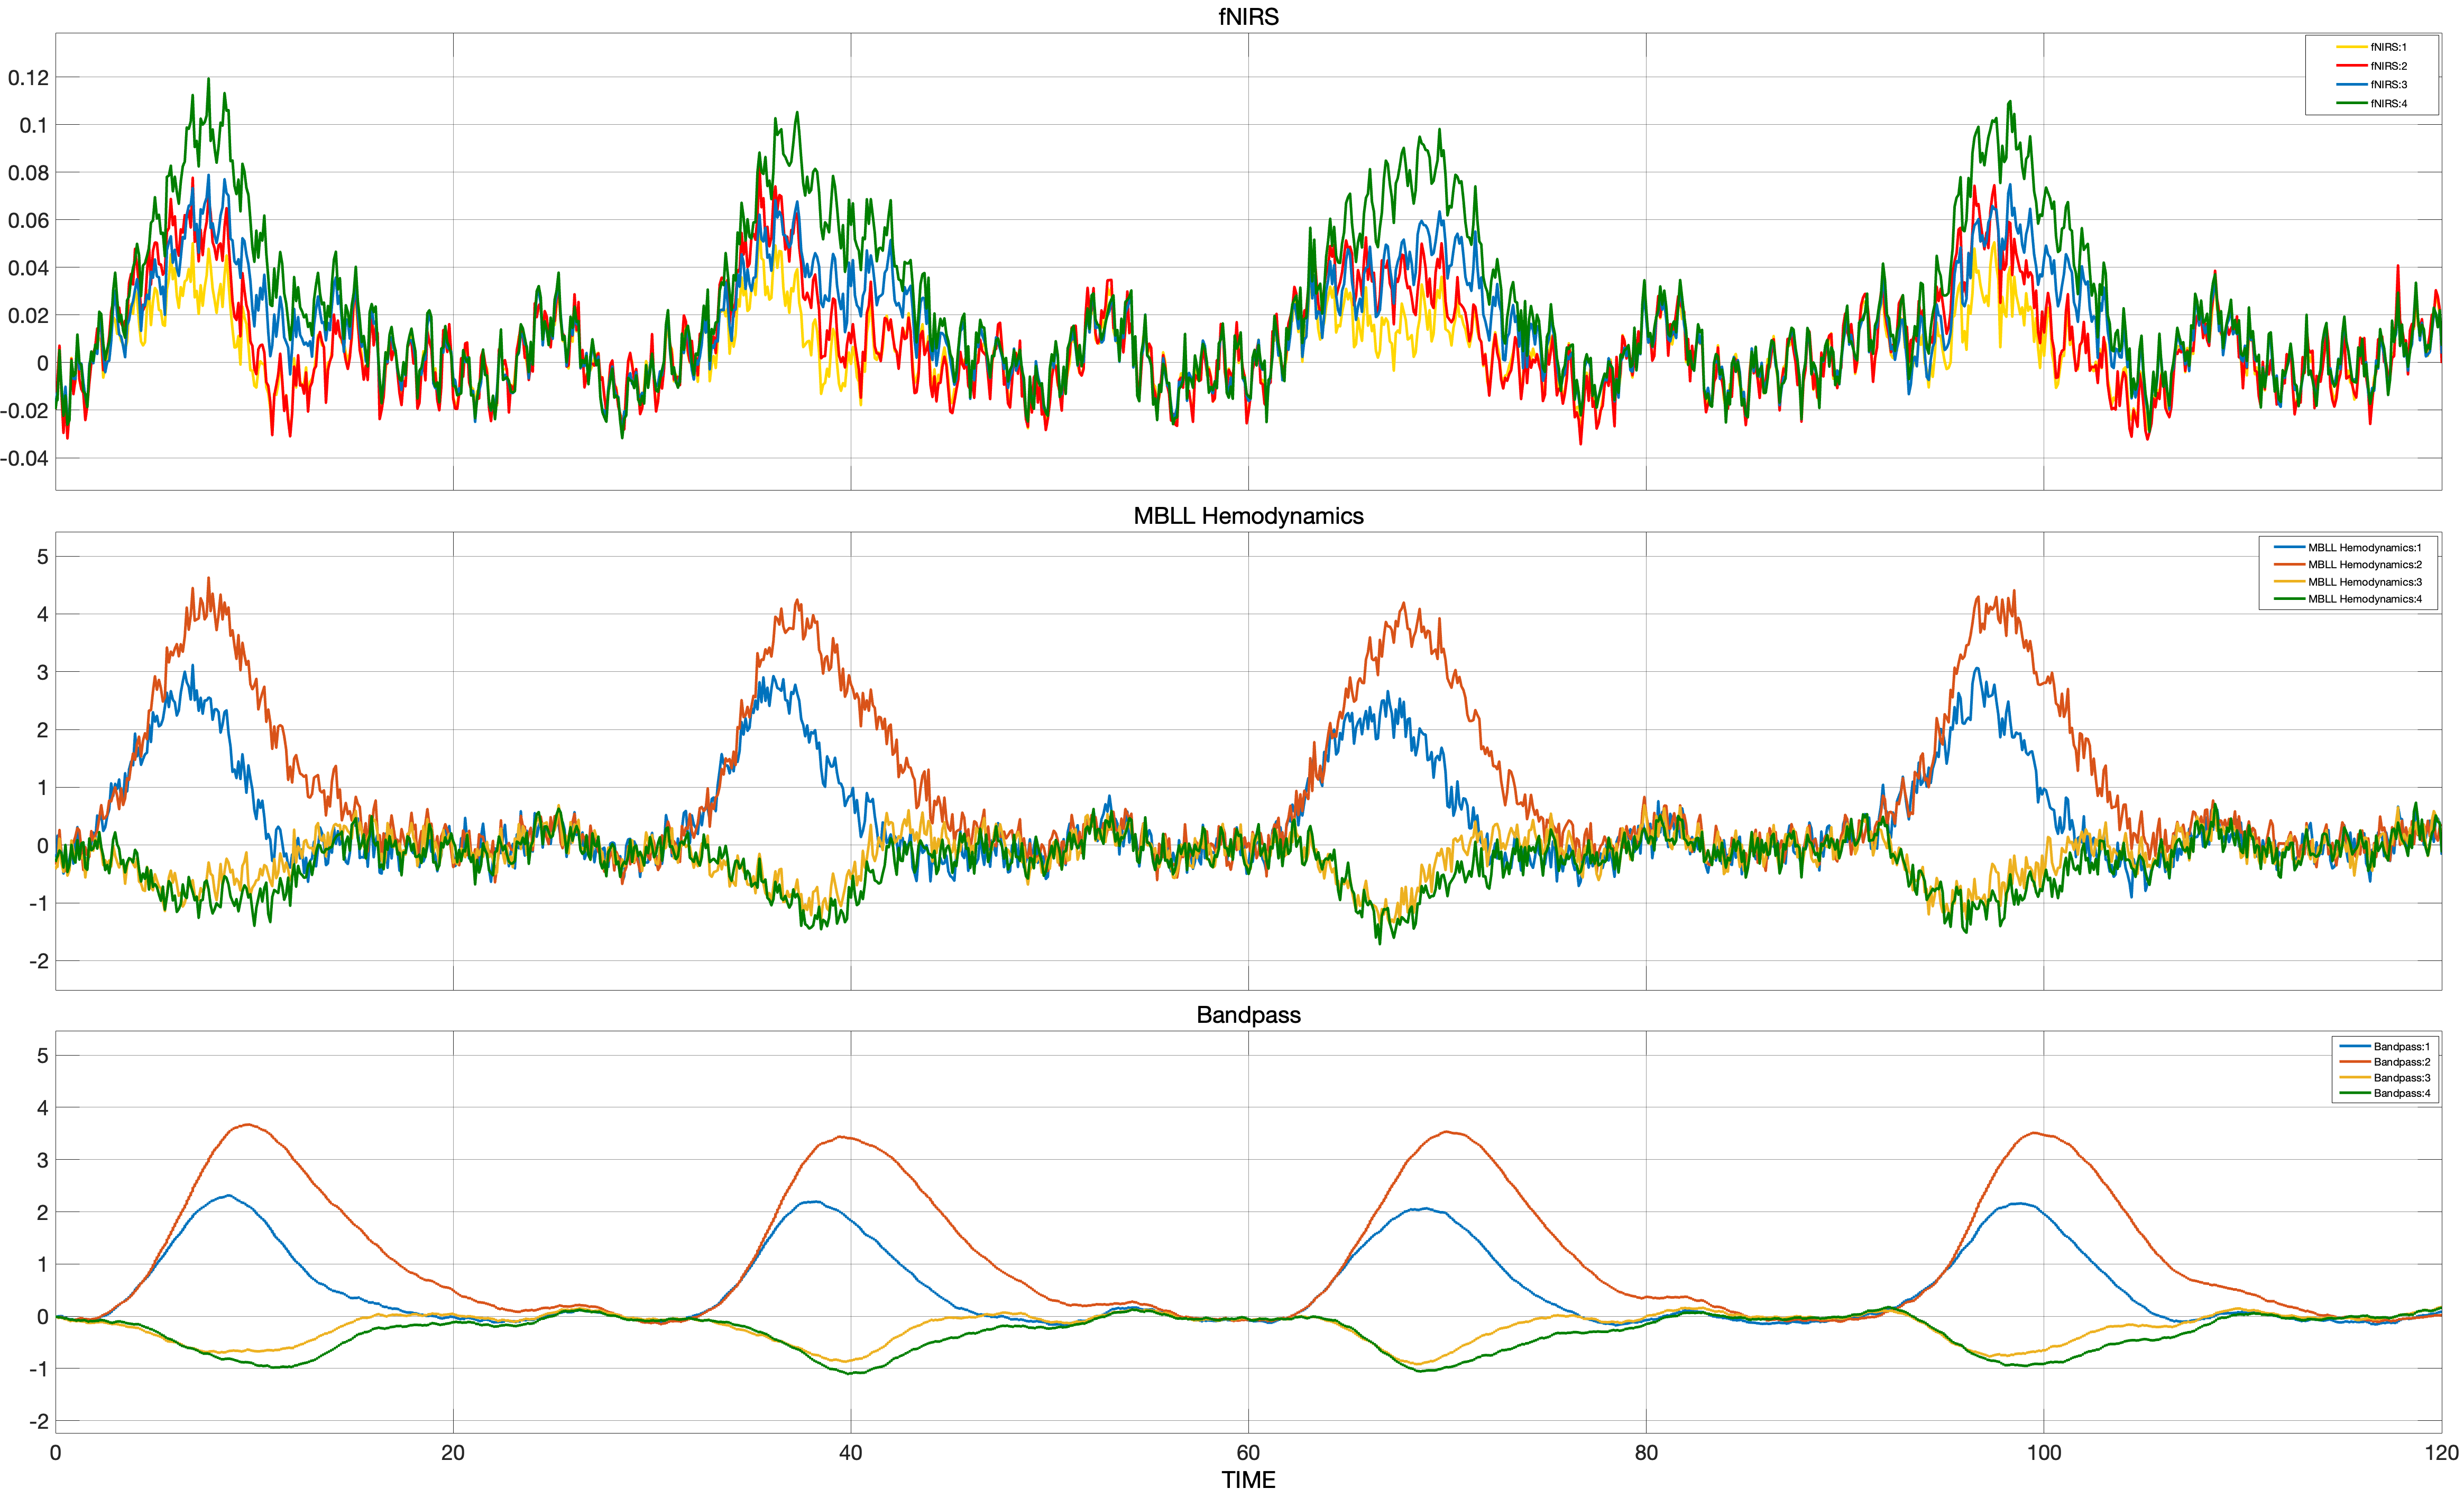 fNIRS
0.12
0.1
0.08
0.06
0.04
0.02
0
-0.02
-0.04
fNIRS:1
fNIRS:2
fNIRS:3
fNIRS:4
MBLL Hemodynamics
5
4
3
2
1
0
-1
-2
MBLL Hemodynamics:1
MBLL Hemodynamics:2
MBLL Hemodynamics:3
MBLL Hemodynamics:4
Bandpass
5
4
3
2
1
0
-1
-2
Bandpass:1
Bandpass:2
Bandpass:3
Bandpass:4
0 20 40 60 80 100 120
TIME